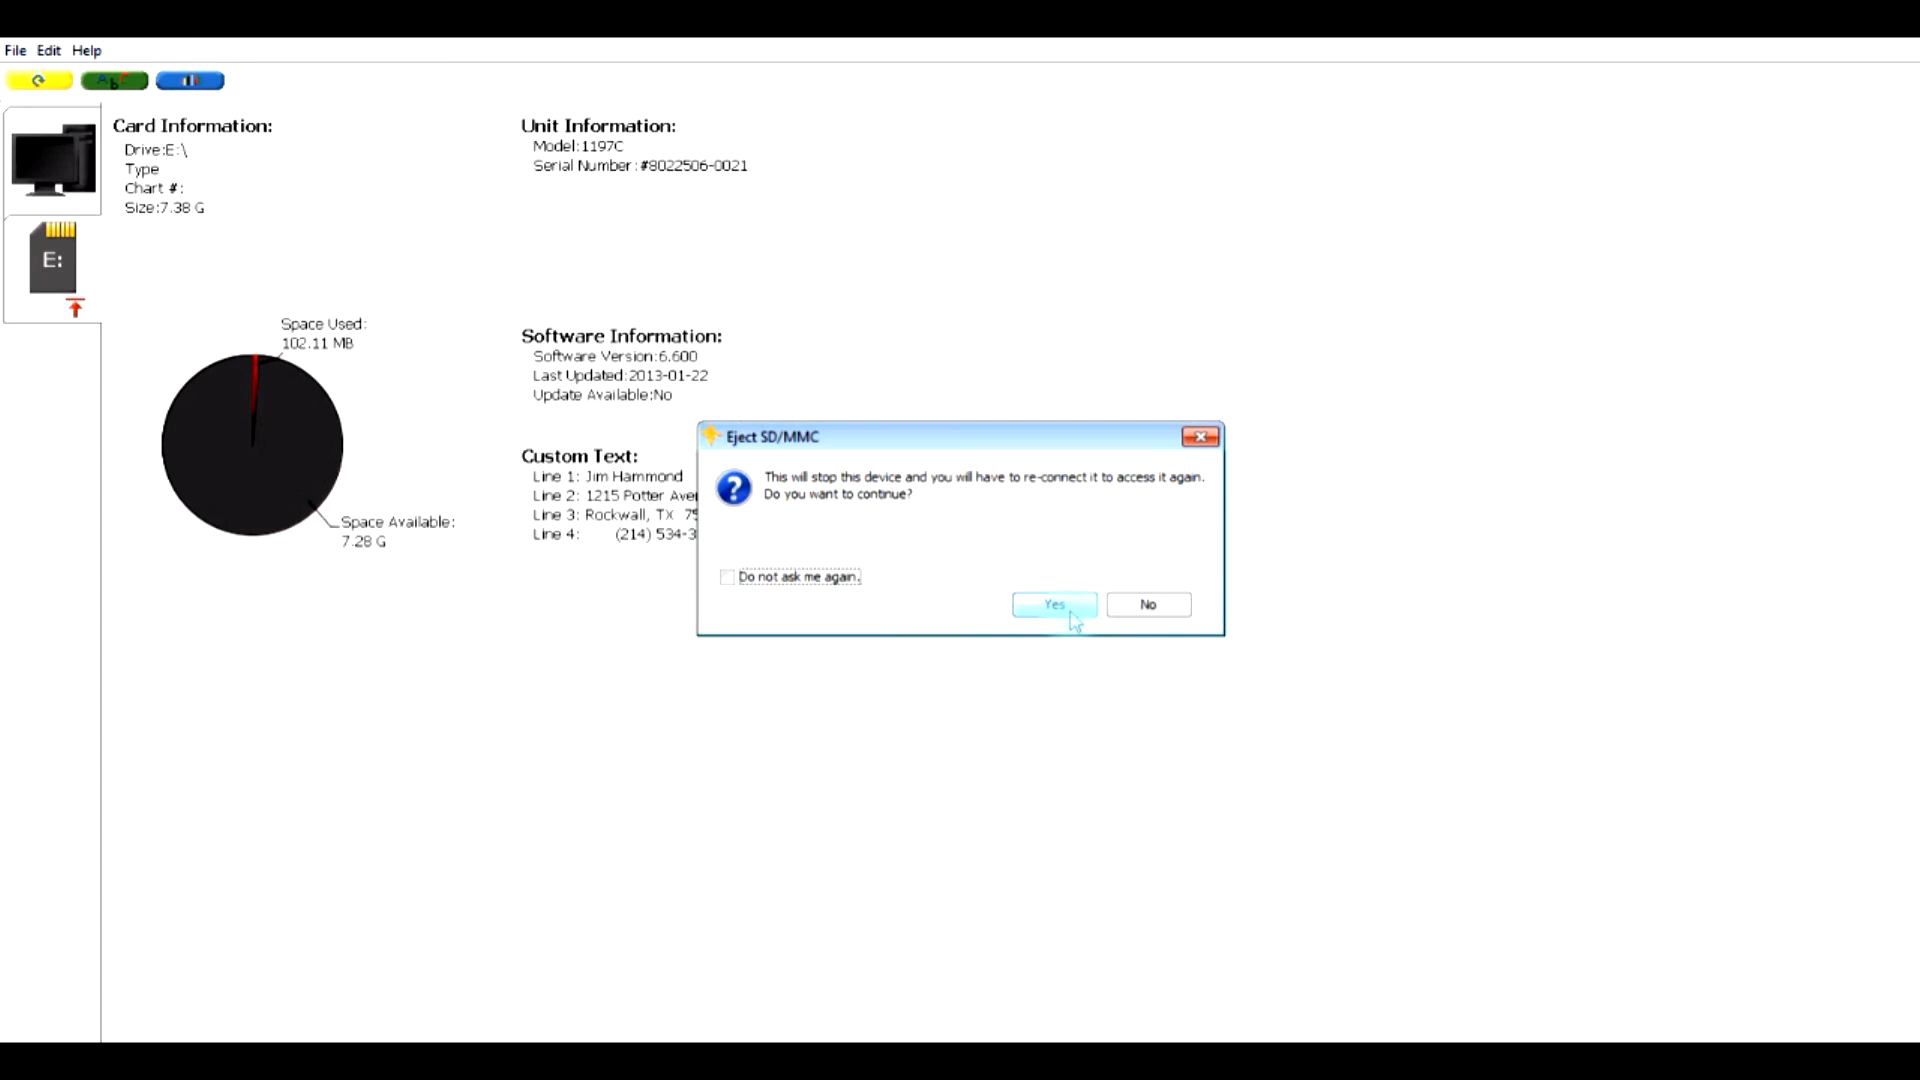 File Edit Help
Card Information:
Drive:E:\
Type
Chart #:
Size:7.38 G
E:
Space Used:
102.11 MB
Space Available:
7.28 G
Unit Information:
Model:1197C
Serial Number:#8022506-0021
Software Information:
Software Version:6.600
Last Updated:2013-01-22
Update Available:No
Custom Text:
Line 1: Jim Hammond
Line 2: 1215 Potter
Line 3: Rockwall, TX
Line 4: (214) 534-3
Eject SD/MMC
This will stop this device and you will have to re-connect it to access it again.
Do you want to continue?
Do not ask me again.
Yes No